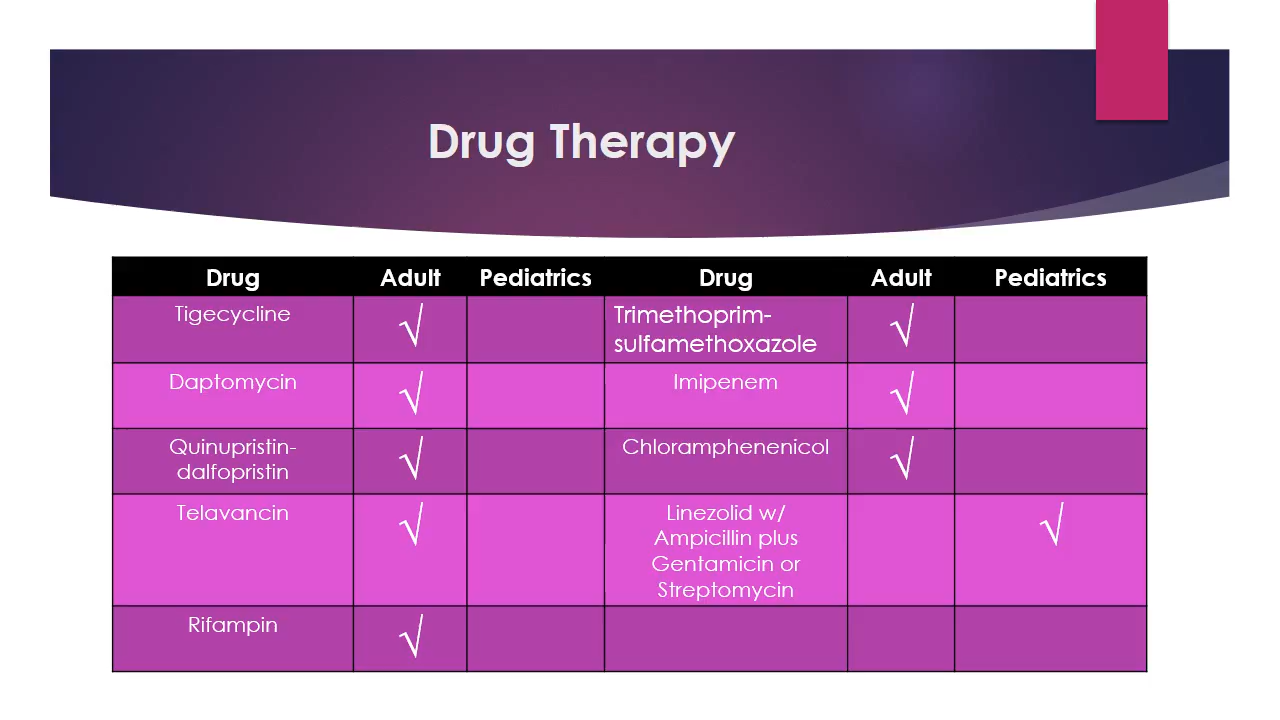 Drug Therapy
Drug Adult Pediatrics Drug Adult Pediatrics
Tigecycline √ Trimethoprim-
sulfamethoxazole √
Daptomycin √ Imipenem √
Quinupristin-
dalfopristin √ Chloramphenenicol √
Telavancin √ Linezolid w/
Ampicillin plus
Gentamicin or
Streptomycin √
Rifampin √